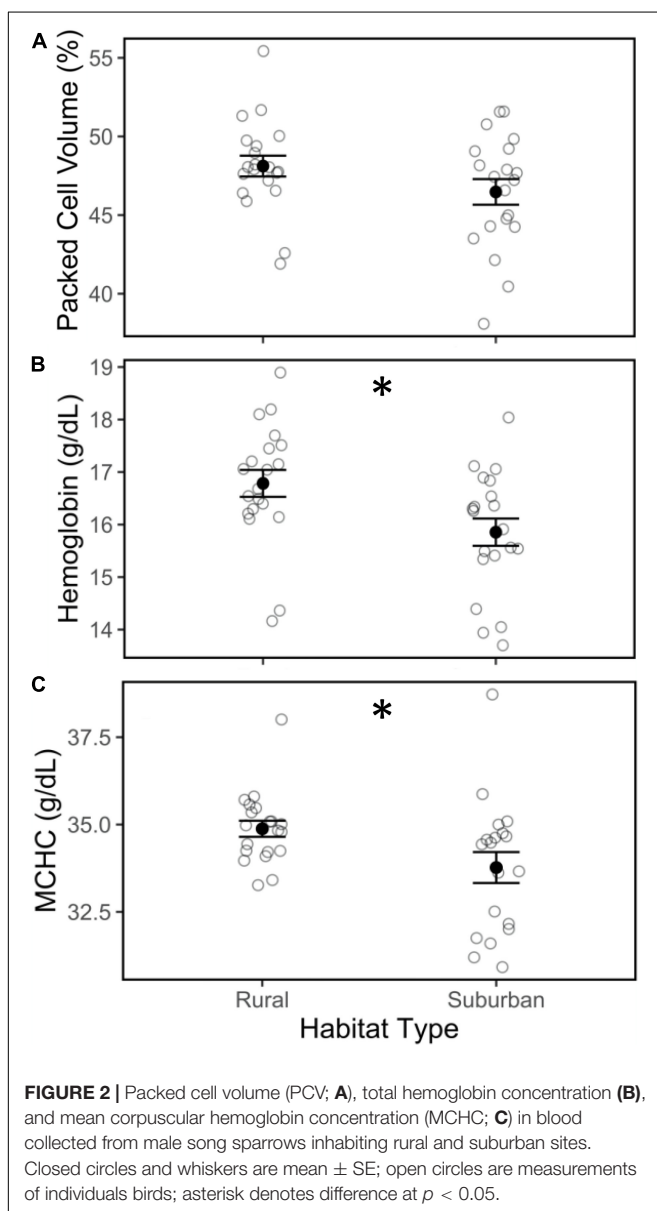 A
Packed Cell Volume (%)
55
50
45
40
B
Hemoglobin (g/dL)
19
18
17
16
15
14
*
C
MCHC (g/dL)
37.5
35.0
32.5
*
Rural
Suburban
Habitat Type
FIGURE 2 | Packed cell volume (PCV; A), total hemoglobin concentration (B),
and mean corpuscular hemoglobin concentration (MCHC; C) in blood
collected from male song sparrows inhabiting rural and suburban sites.
Closed circles and whiskers are mean ± SE; open circles are measurements
of individuals birds; asterisk denotes difference at p < 0.05.